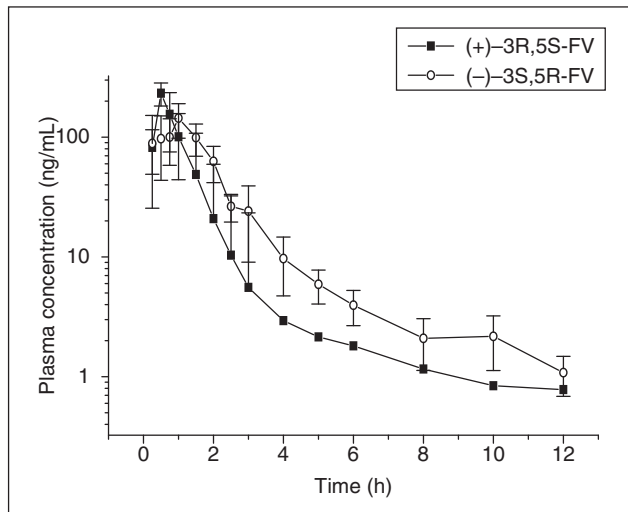 (+)–3R,5S-FV
(–)–3S,5R-FV
Plasma concentration (ng/mL)
100
10
1
0 2 4 6 8 10 12
Time (h)